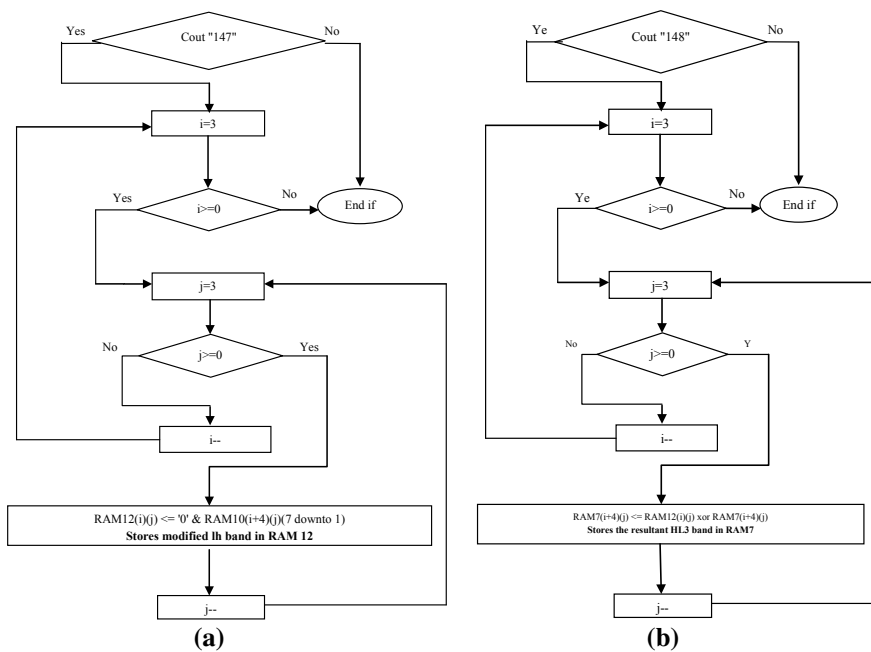 Cout "147"
Yes
No
i=3
i>=0
Yes
No
End if
j=3
j>=0
No
Yes
i--
RAM12(i)(j) <= '0' & RAM10(i+4)(j)(7 downto 1)
Stores modified lh band in RAM 12
j--
(a)
Cout "148"
Ye
No
i=3
i>=0
Ye
No
End if
j=3
j>=0
No
Y
i--
RAM7(i+4)(j) <= RAM12(i)(j) xor RAM7(i+4)(j)
Stores the resultant HL3 band in RAM7
j--
(b)